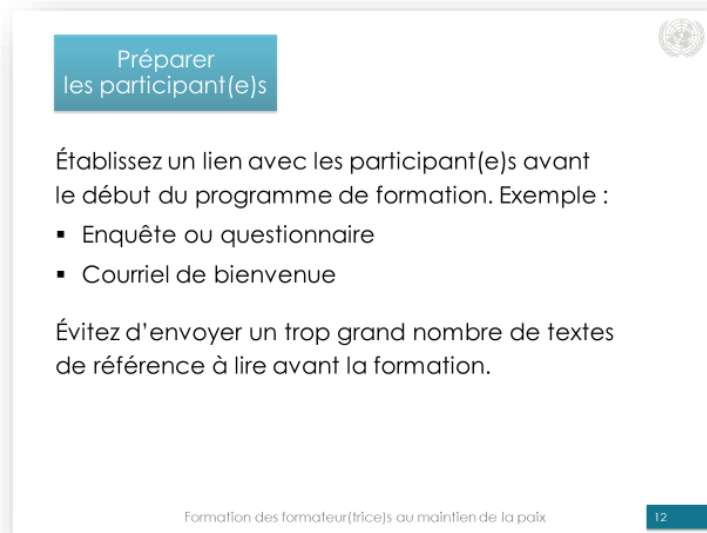 Préparer
les participant(e)s
Établissez un lien avec les participant(e)s avant
le début du programme de formation. Exemple :
▪ Enquête ou questionnaire
▪ Courriel de bienvenue
Évitez d’envoyer un trop grand nombre de textes
de référence à lire avant la formation.
Formation des formateur(trice)s au maintien de la paix
12